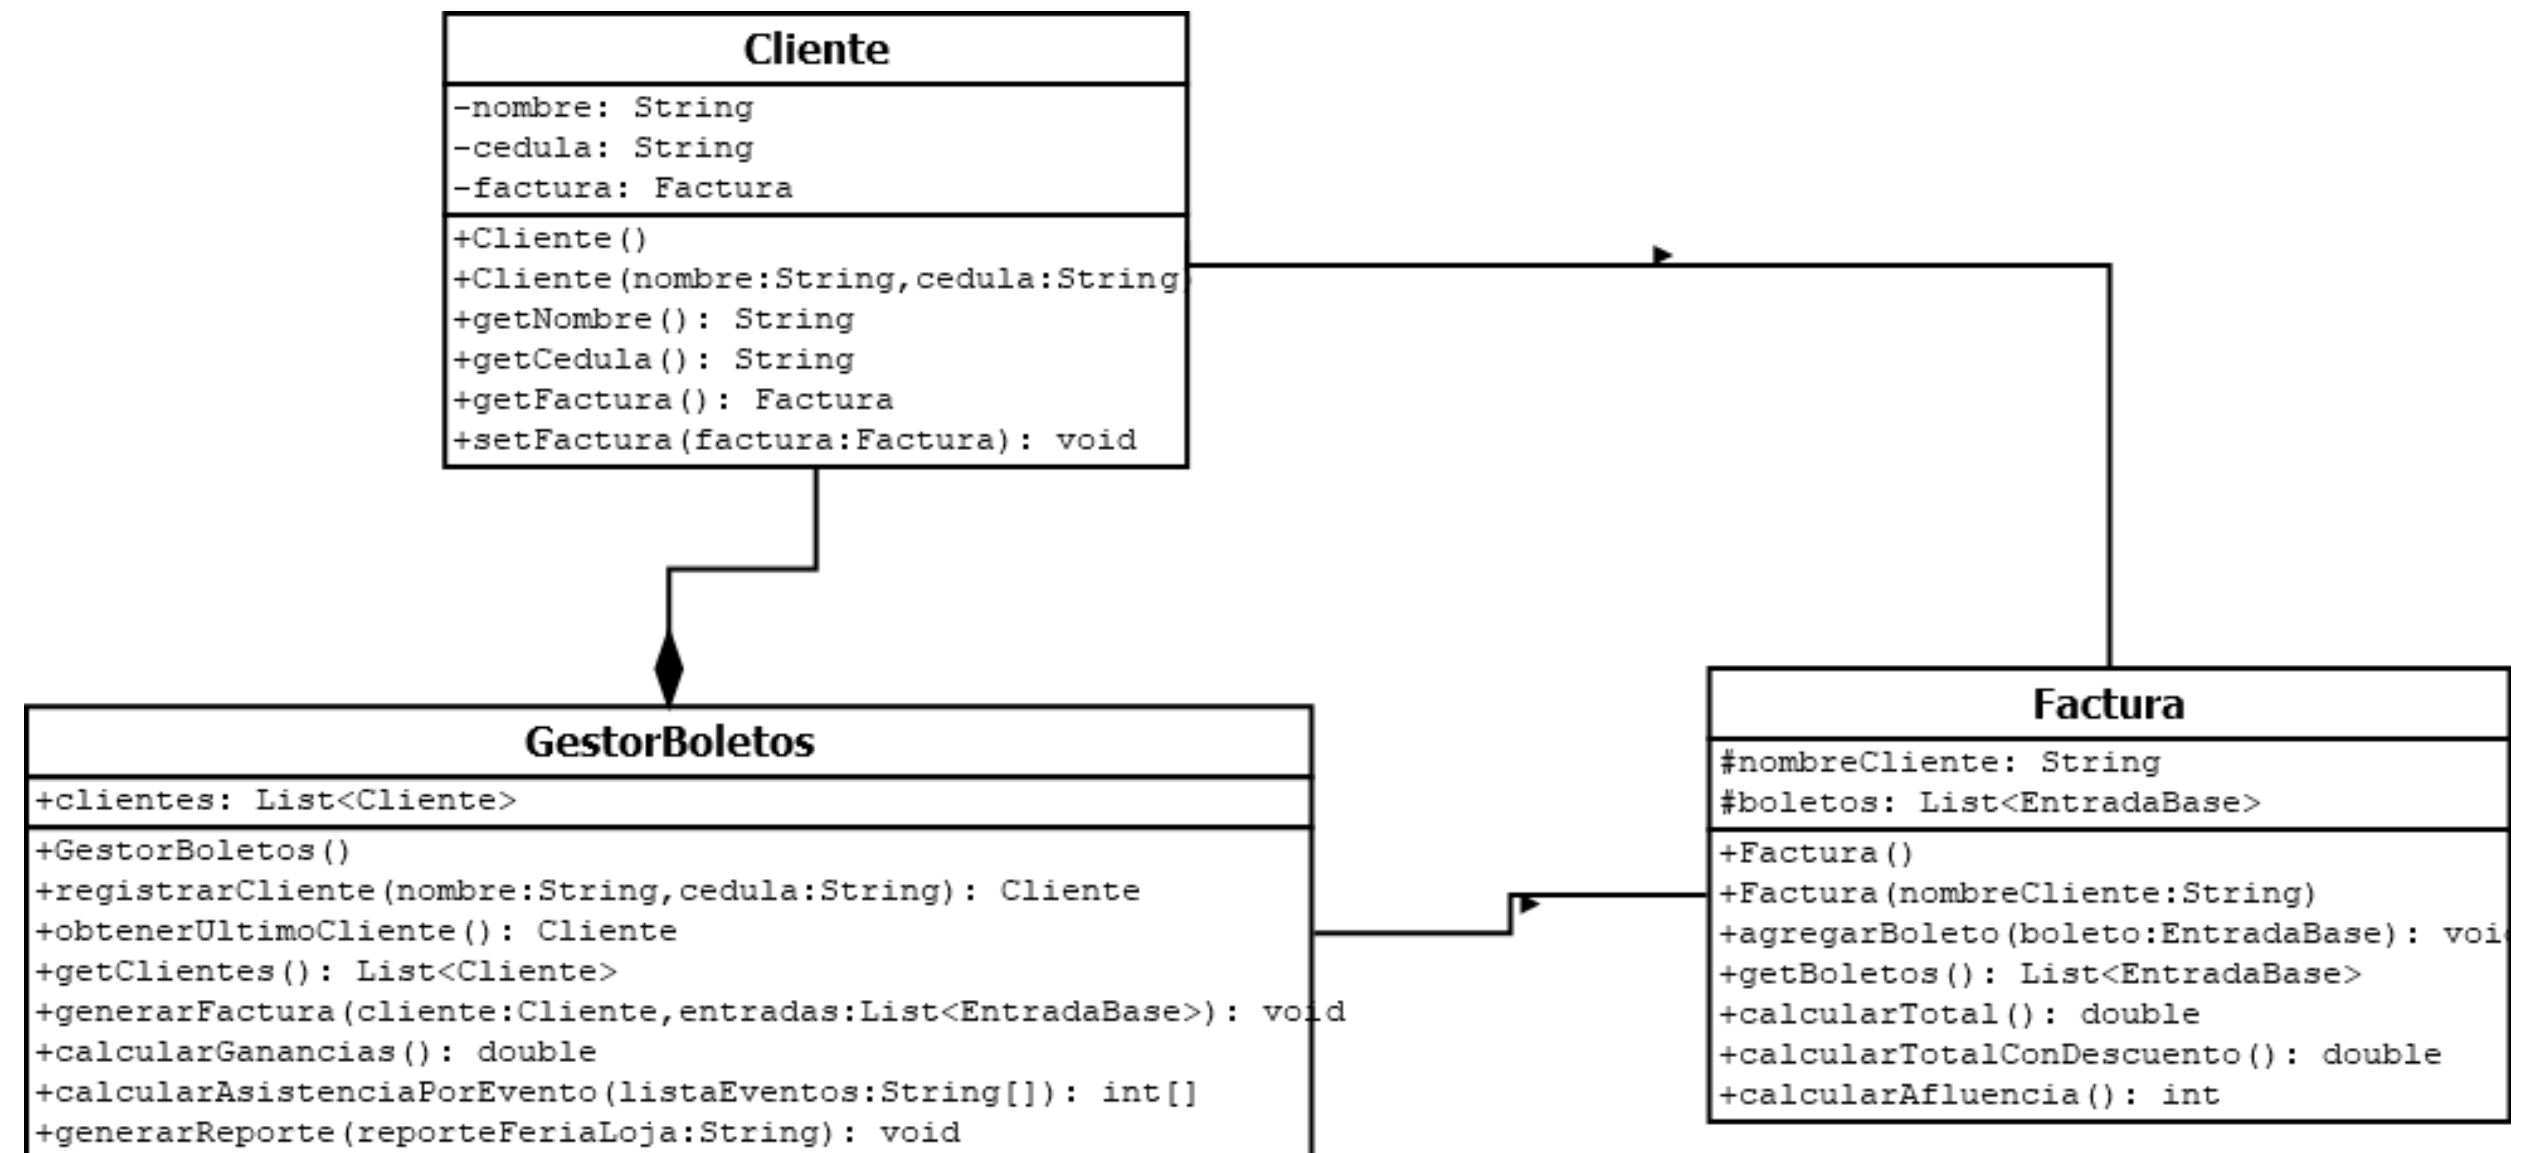 Cliente
-nombre: String
-cedula: String
-factura: Factura
+Cliente()
+Cliente(nombre:String,cedula:String)
+getNombre(): String
+getCedula(): String
+getFactura(): Factura
+setFactura(factura:Factura): void
GestorBoletos
+clientes: List<Cliente>
+GestorBoletos()
+registrarCliente(nombre:String,cedula:String): Cliente
+obtenerUltimoCliente(): Cliente
+getClientes(): List<Cliente>
+generarFactura(cliente:Cliente,entradas:List<EntradaBase>): void
+calcularGanancias(): double
+calcularAsistenciaPorEvento(listaEventos:String[]): int[]
+generarReporte(reporteFeriaLoja:String): void
Factura
#nombreCliente: String
#boletos: List<EntradaBase>
+Factura()
+Factura(nombreCliente:String)
+agregarBoleto(boleto:EntradaBase): voi
+getBoletos(): List<EntradaBase>
+calcularTotal(): double
+calcularTotalConDescuento(): double
+calcularAfluencia(): int